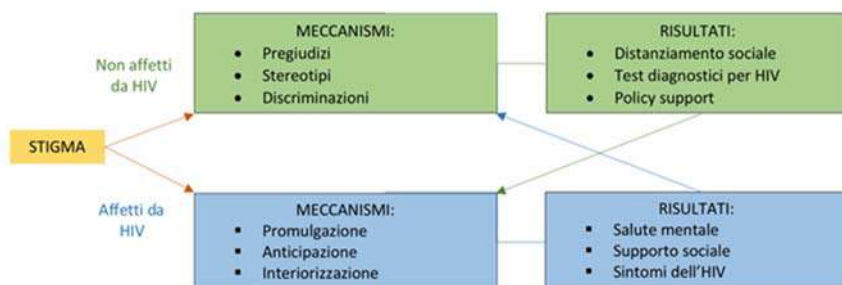 MECCANISMI:
Pregiudizi
Stereotipi
Discriminazioni
RISULTATI:
Distanziamento sociale
Test diagnostici per HIV
Policy support
Non affetti
da HIV
STIGMA
Affetti da
HIV
MECCANISMI:
Promulgazione
Anticipazione
Interiorizzazione
RISULTATI:
Salute mentale
Supporto sociale
Sintomi dell'HIV